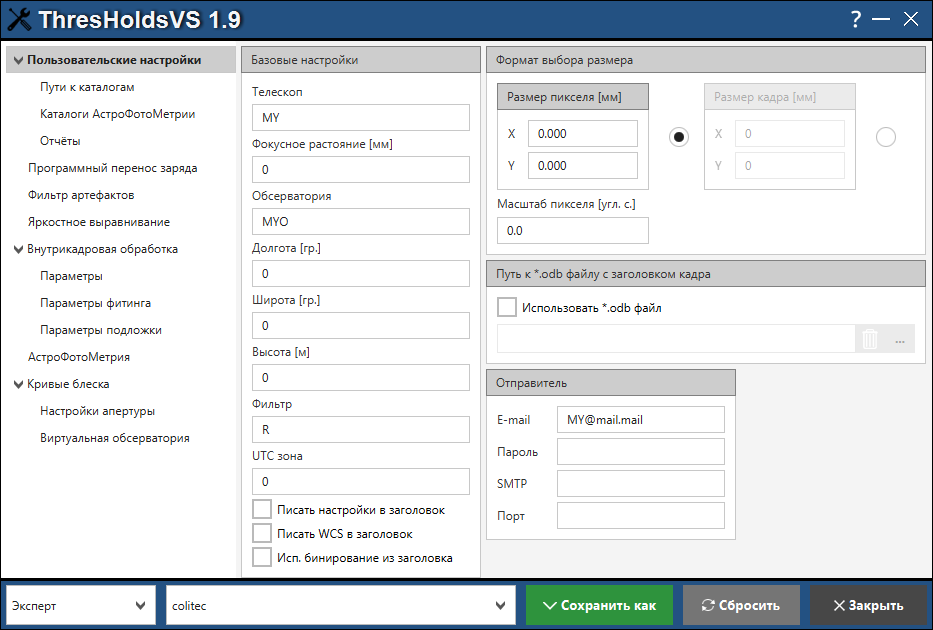 ThresHoldsVS 1.9
?
Пользовательские настройки
Пути к каталогам
Каталоги АстроФотоМетрии
Отчёты
Программный перенос заряда
Фильтр артефактов
Яркостное выравнивание
Внутрикадровая обработка
Параметры
Параметры фитинга
Параметры подложки
АстроФотоМетрия
Кривые блеска
Настройки апертуры
Виртуальная обсерватория
Базовые настройки
Телескоп
MY
Фокусное растояние [мм]
0
Обсерватория
MYO
Долгота [гр.]
0
Широта [гр.]
0
Высота [м]
0
Фильтр
R
UTC зона
0
Писать настройки в заголовок
Писать WCS в заголовок
Исп. бинирование из заголовка
Формат выбора размера
Размер пикселя [мм]
X 0.000
Y 0.000
Размер кадра [мм]
X 0
Y 0
Масштаб пикселя [угл. с.]
0.0
Путь к *.odb файлу с заголовком кадра
Использовать *.odb файл
...
Отправитель
E-mail MY@mail.mail
Пароль
SMTP
Порт
Эксперт
colitec
Сохранить как
Сбросить
Закрыть